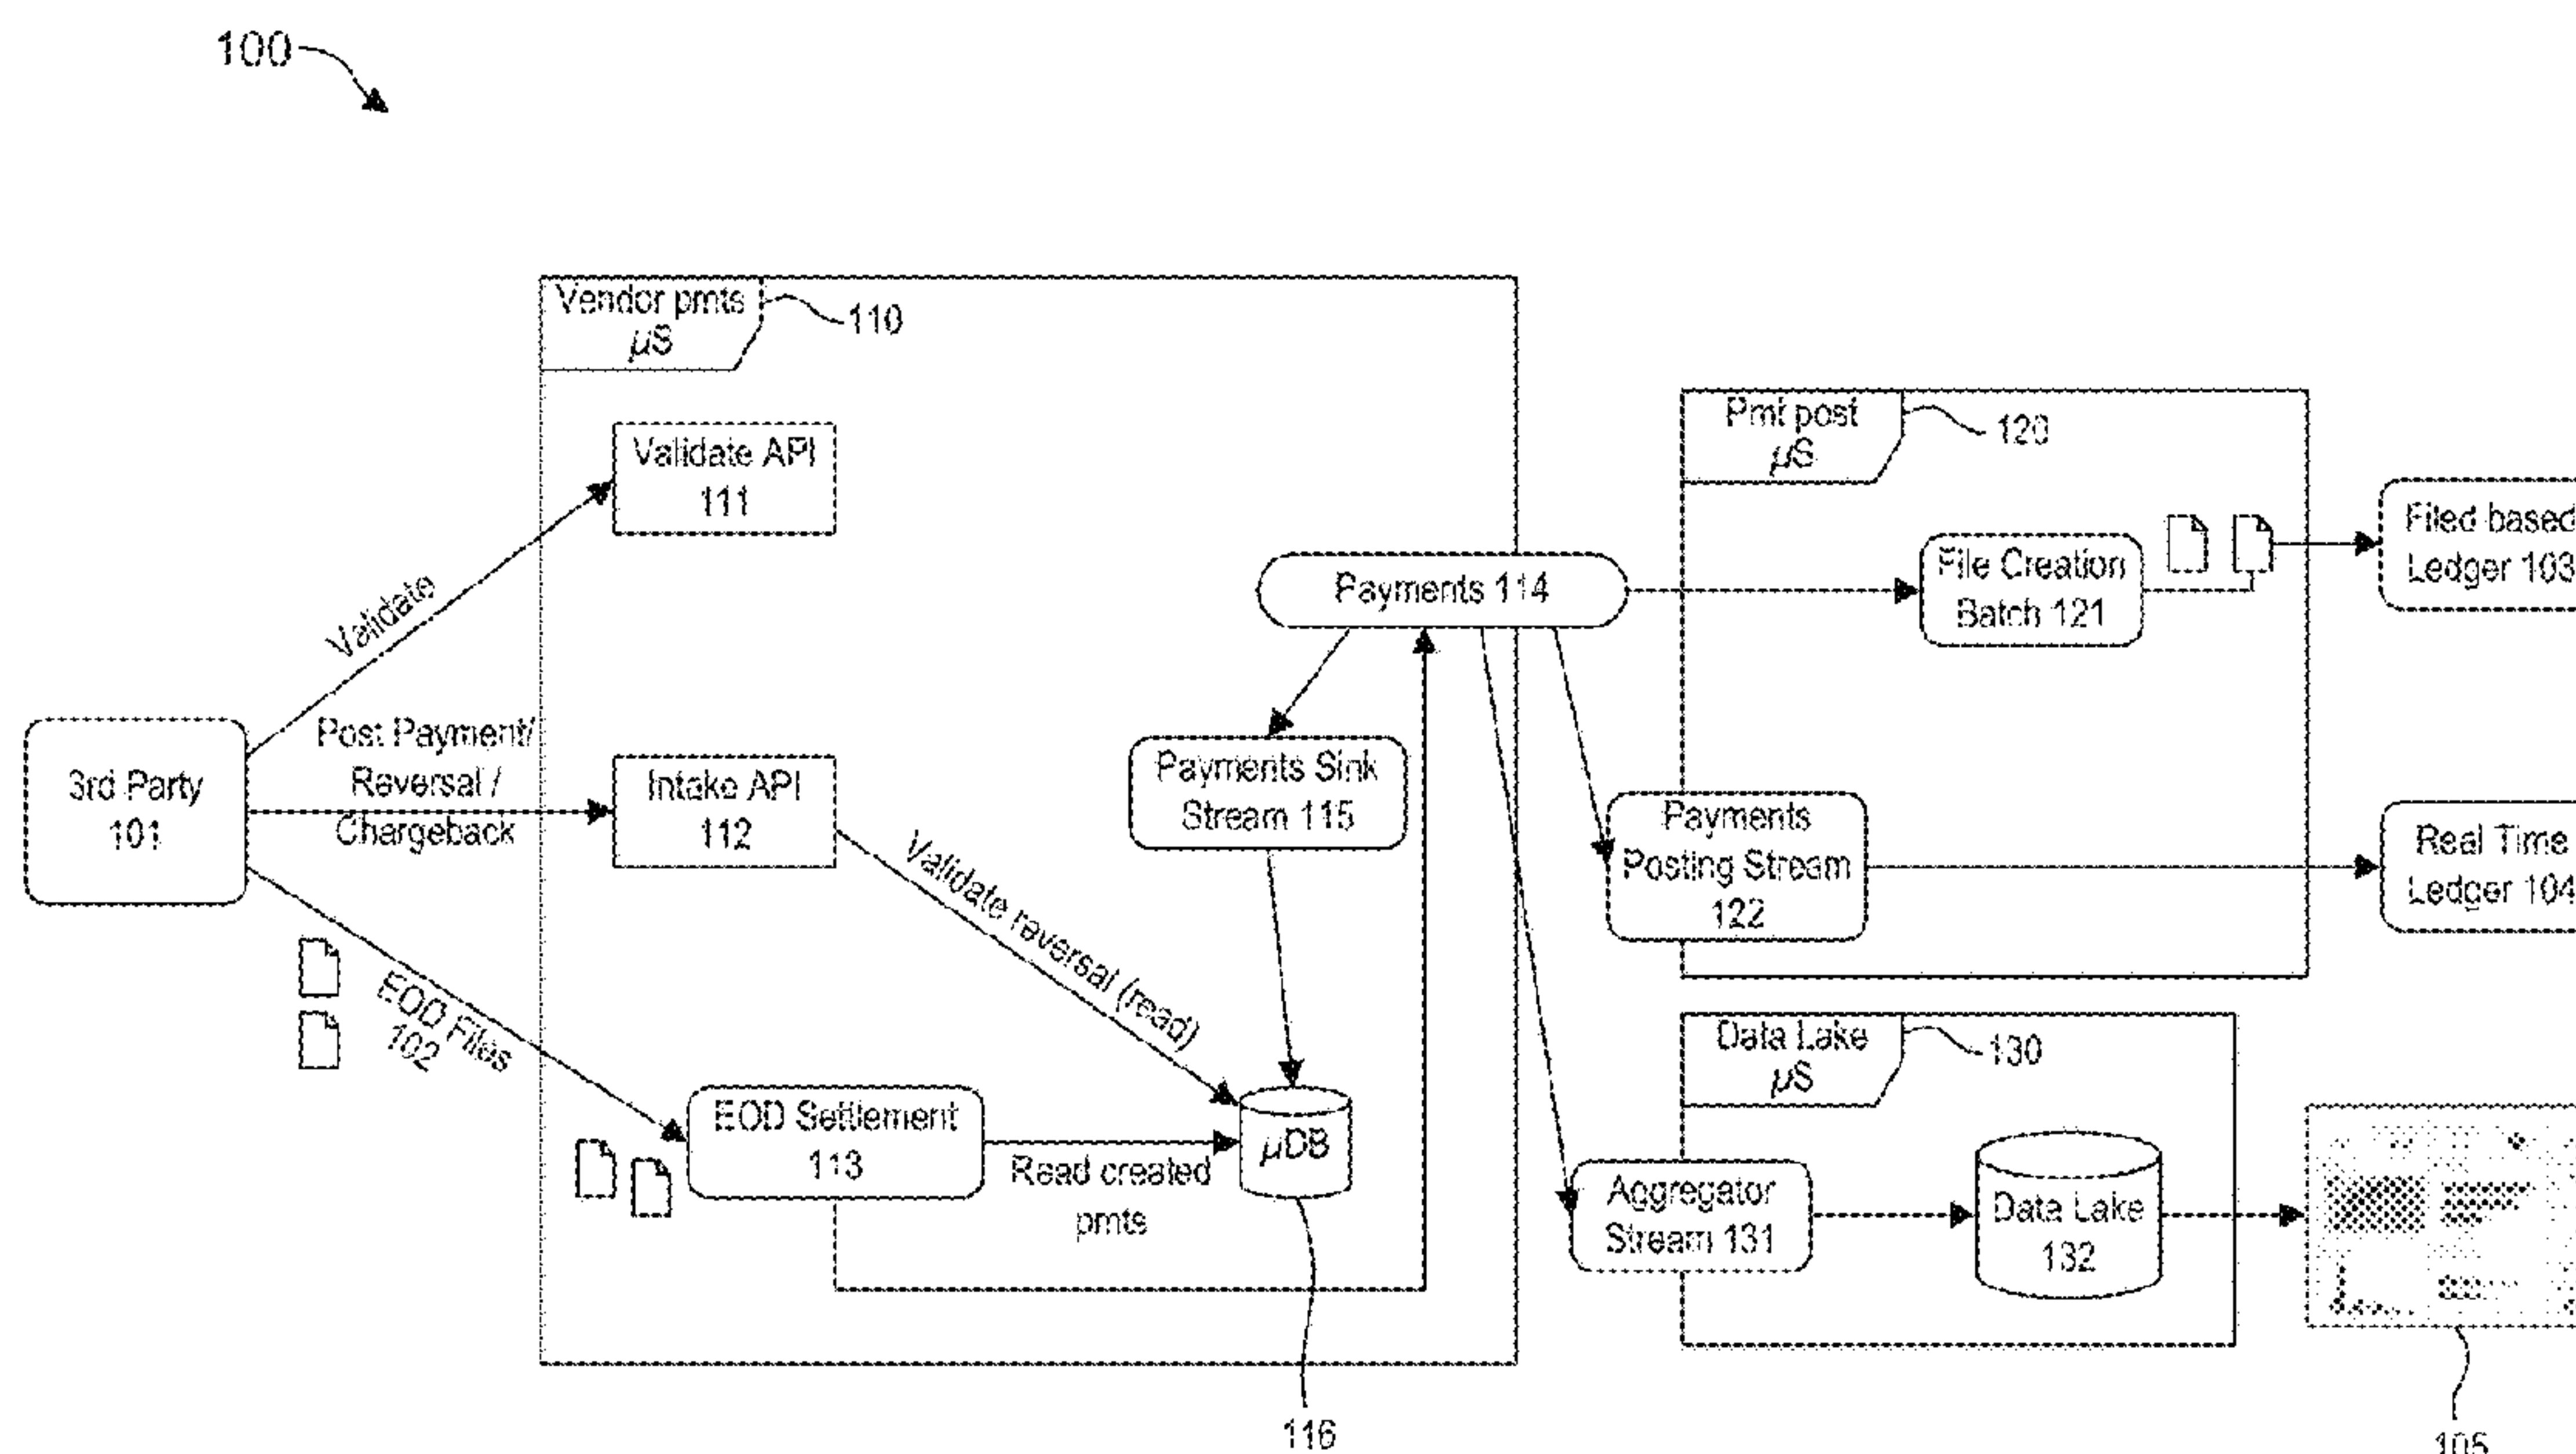 100
Vendor pmts
µS
110
Validate API
111
Validate
3rd Party
101
Post Payment/
Reversal /
Chargeback
Intake API
112
EOD Files
102
EOD Settlement
113
Validate reversal (read)
Read created
pmts
Payments 114
Payments Sink
Stream 115
µDB
116
Pmt post
µS
120
File Creation
Batch 121
Payments
Posting Stream
122
Filed based
Ledger 103
Real Time
Ledger 104
Data Lake
µS
130
Aggregator
Stream 131
Data Lake
132
105